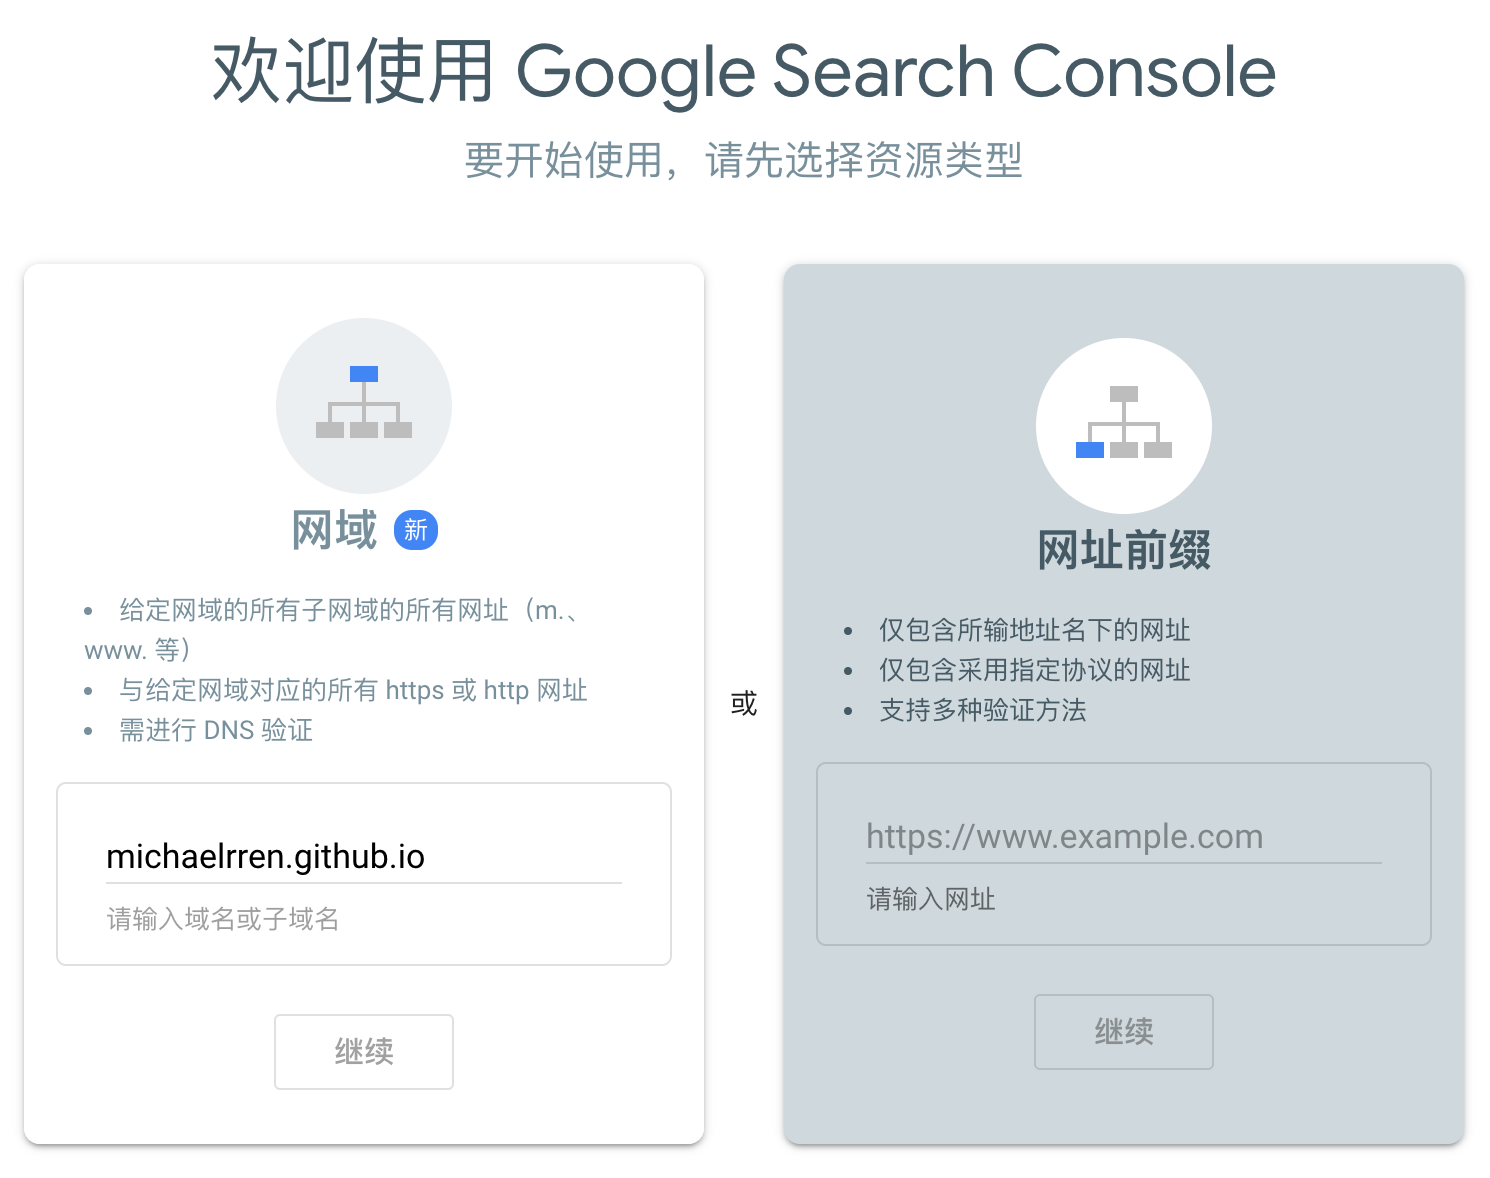 欢迎使用 Google Search Console
要开始使用，请先选择资源类型
网域 新
• 给定网域的所有子网域的所有网址（m.、
www. 等）
• 与给定网域对应的所有 https 或 http 网址
• 需进行 DNS 验证
michaelrren.github.io
请输入域名或子域名
继续
或
网址前缀
• 仅包含所输地址名下的网址
• 仅包含采用指定协议的网址
• 支持多种验证方法
https://www.example.com
请输入网址
继续